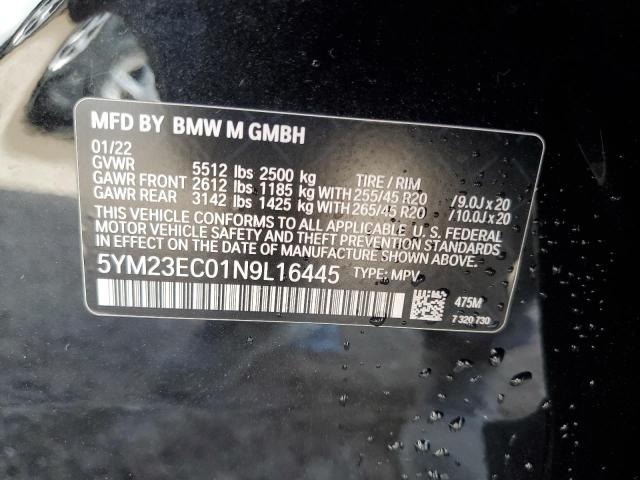 MFD BY BMW M GMBH
01/22
GVWR 5512 lbs 2500 kg TIRE / RIM
GAWR FRONT 2612 lbs 1185 kg WITH 255/45 R20 /9.0J x 20
GAWR REAR 3142 lbs 1425 kg WITH 265/45 R20 /10.0J x 20
THIS VEHICLE CONFORMS TO ALL APPLICABLE U. S. FEDERAL
MOTOR VEHICLE SAFETY AND THEFT PREVENTION STANDARDS
IN EFFECT ON THE DATE OF MANUFACTURE SHOWN ABOVE.
5YM23EC01N9L16445 TYPE: MPV
475M
7 320 730